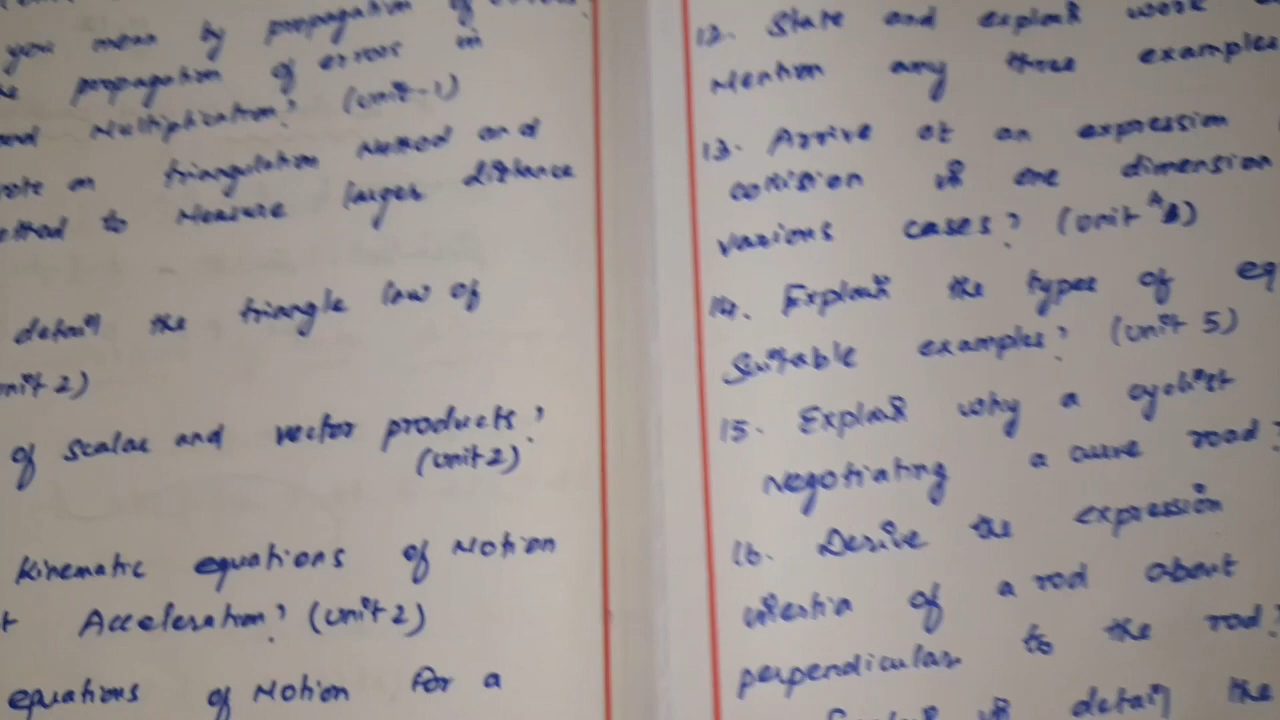 you mean by propagation of errors
propagation of errors in
and Multiplication? (unit-1)
on triangulation Method and
to Measure larger distance
detail the triangle law of
unit 2)
of scalar and vector products?
(unit 2)
Kinematic equations of Motion
t Acceleration? (unit 2)
equations of Motion for a
12. State and explain work
Mention any three examples
13. Arrive at an expression
collision in one dimension
various cases? (unit
14. Explain the types of eq
Suitable examples? (unit 5)
15. Explain why a cyclist
Negotiating a curve road?
16. Derive the expression
inertia of a rod about
perpendicular to the rod?
in detail the